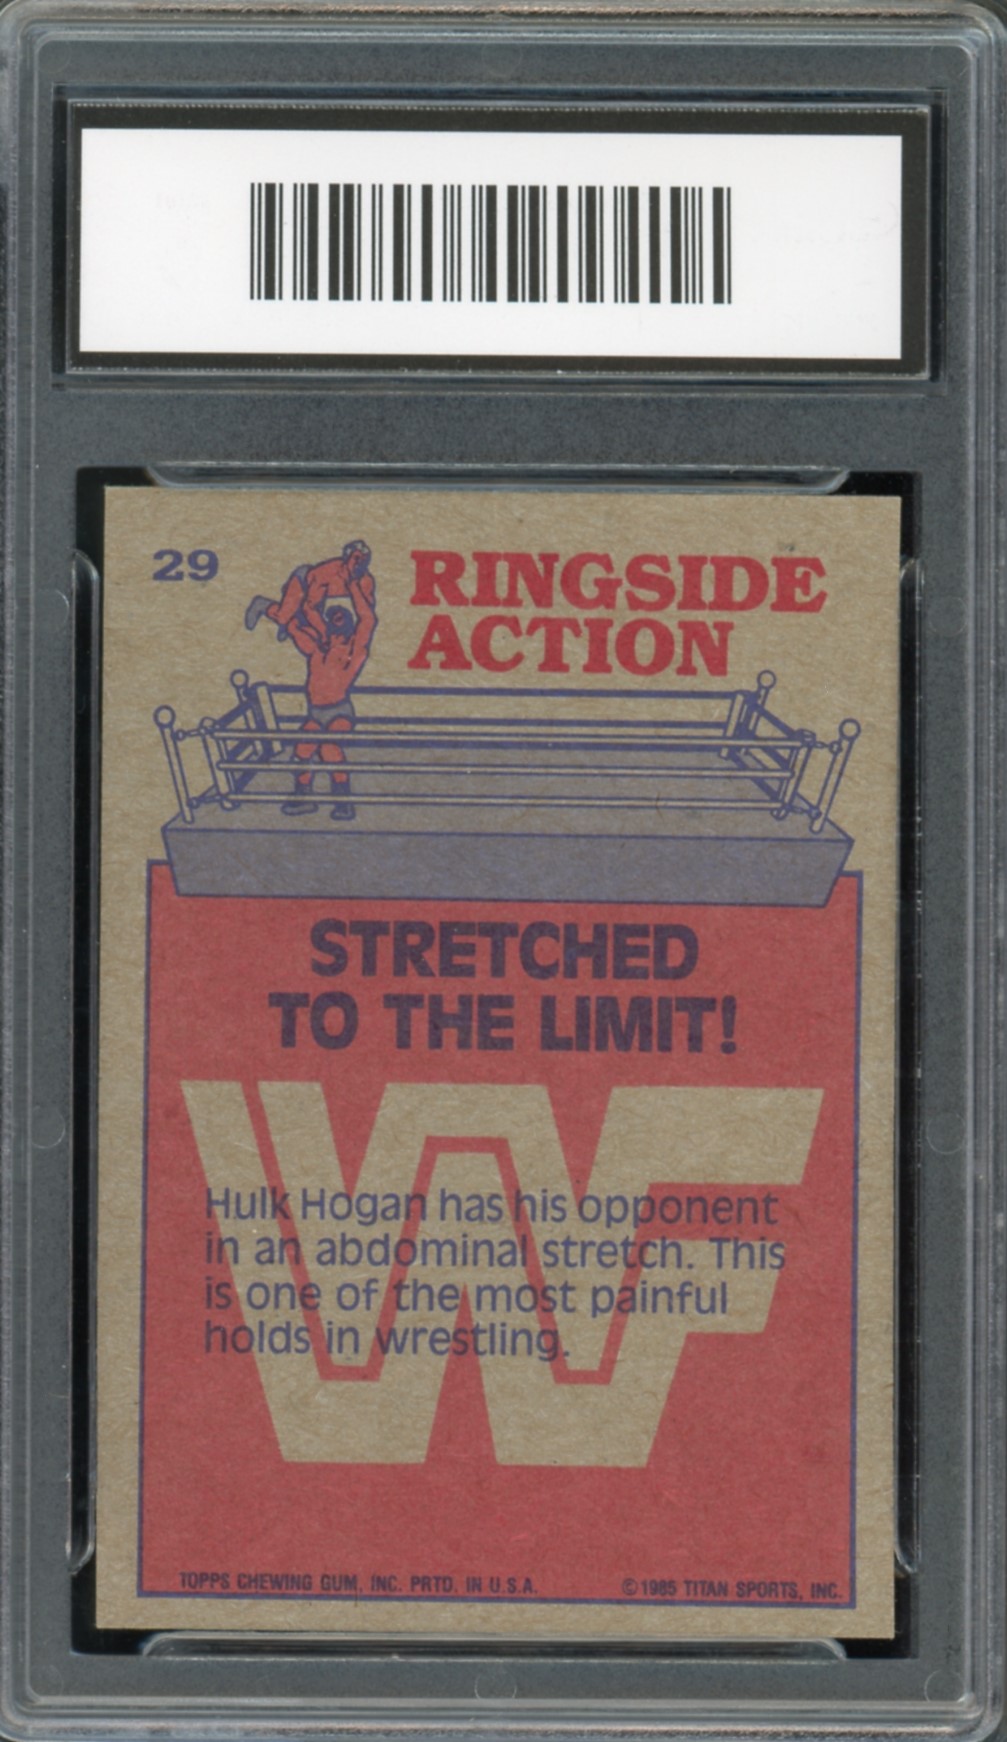 29
RINGSIDE
ACTION
STRETCHED
TO THE LIMIT!
WF
Hulk Hogan has his opponent
in an abdominal stretch. This
is one of the most painful
holds in wrestling.
TOPPS CHEWING GUM, INC. PRTD. IN U.S.A. ©1985 TITAN SPORTS, INC.